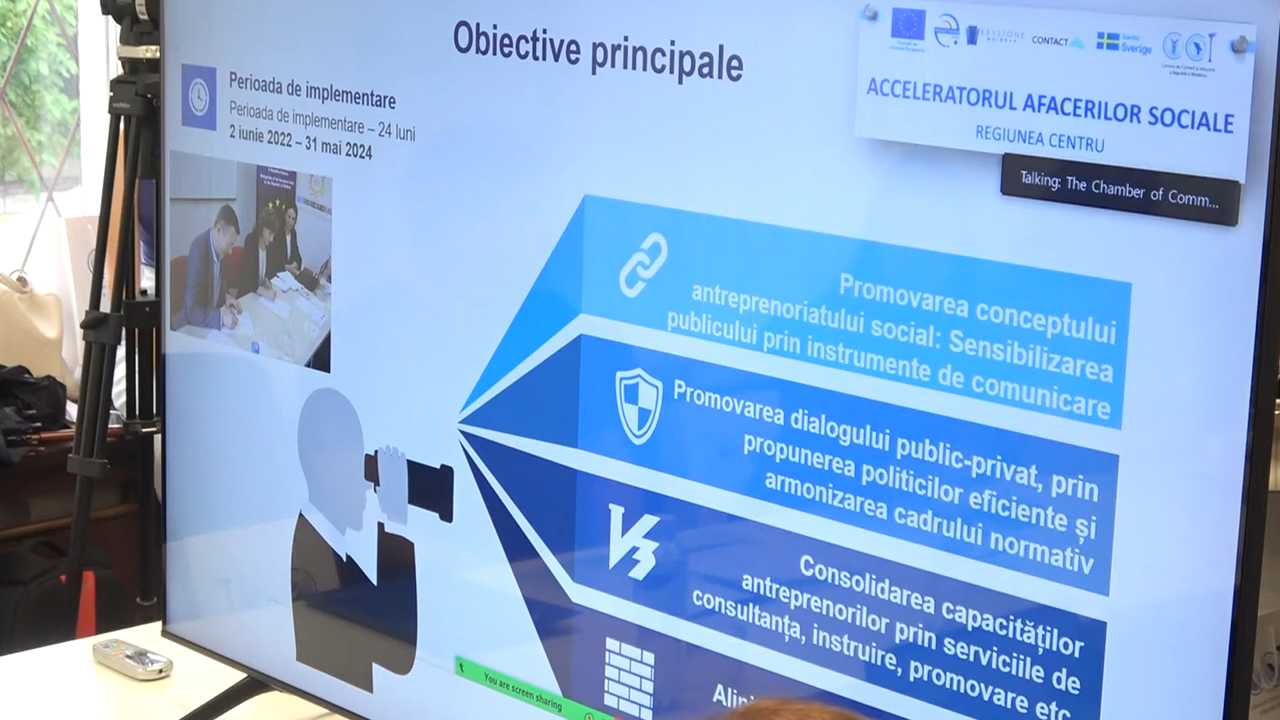 Obiective principale
Perioada de implementare
Perioada de implementare – 24 luni
2 iunie 2022 – 31 mai 2024
KEYSTONE
MOLDOVA
CONTACT
Sverige
ACCELERATORUL AFACERILOR SOCIALE
REGIUNEA CENTRU
Talking: The Chamber of Comm...
Promovarea conceptului
antreprenoriatului social: Sensibilizarea
publicului prin instrumente de comunicare
Promovarea dialogului public-privat, prin
propunerea politicilor eficiente și
armonizarea cadrului normativ
Consolidarea capacităților
antreprenorilor prin serviciile de
consultanța, instruire, promovare etc
You are screen sharing